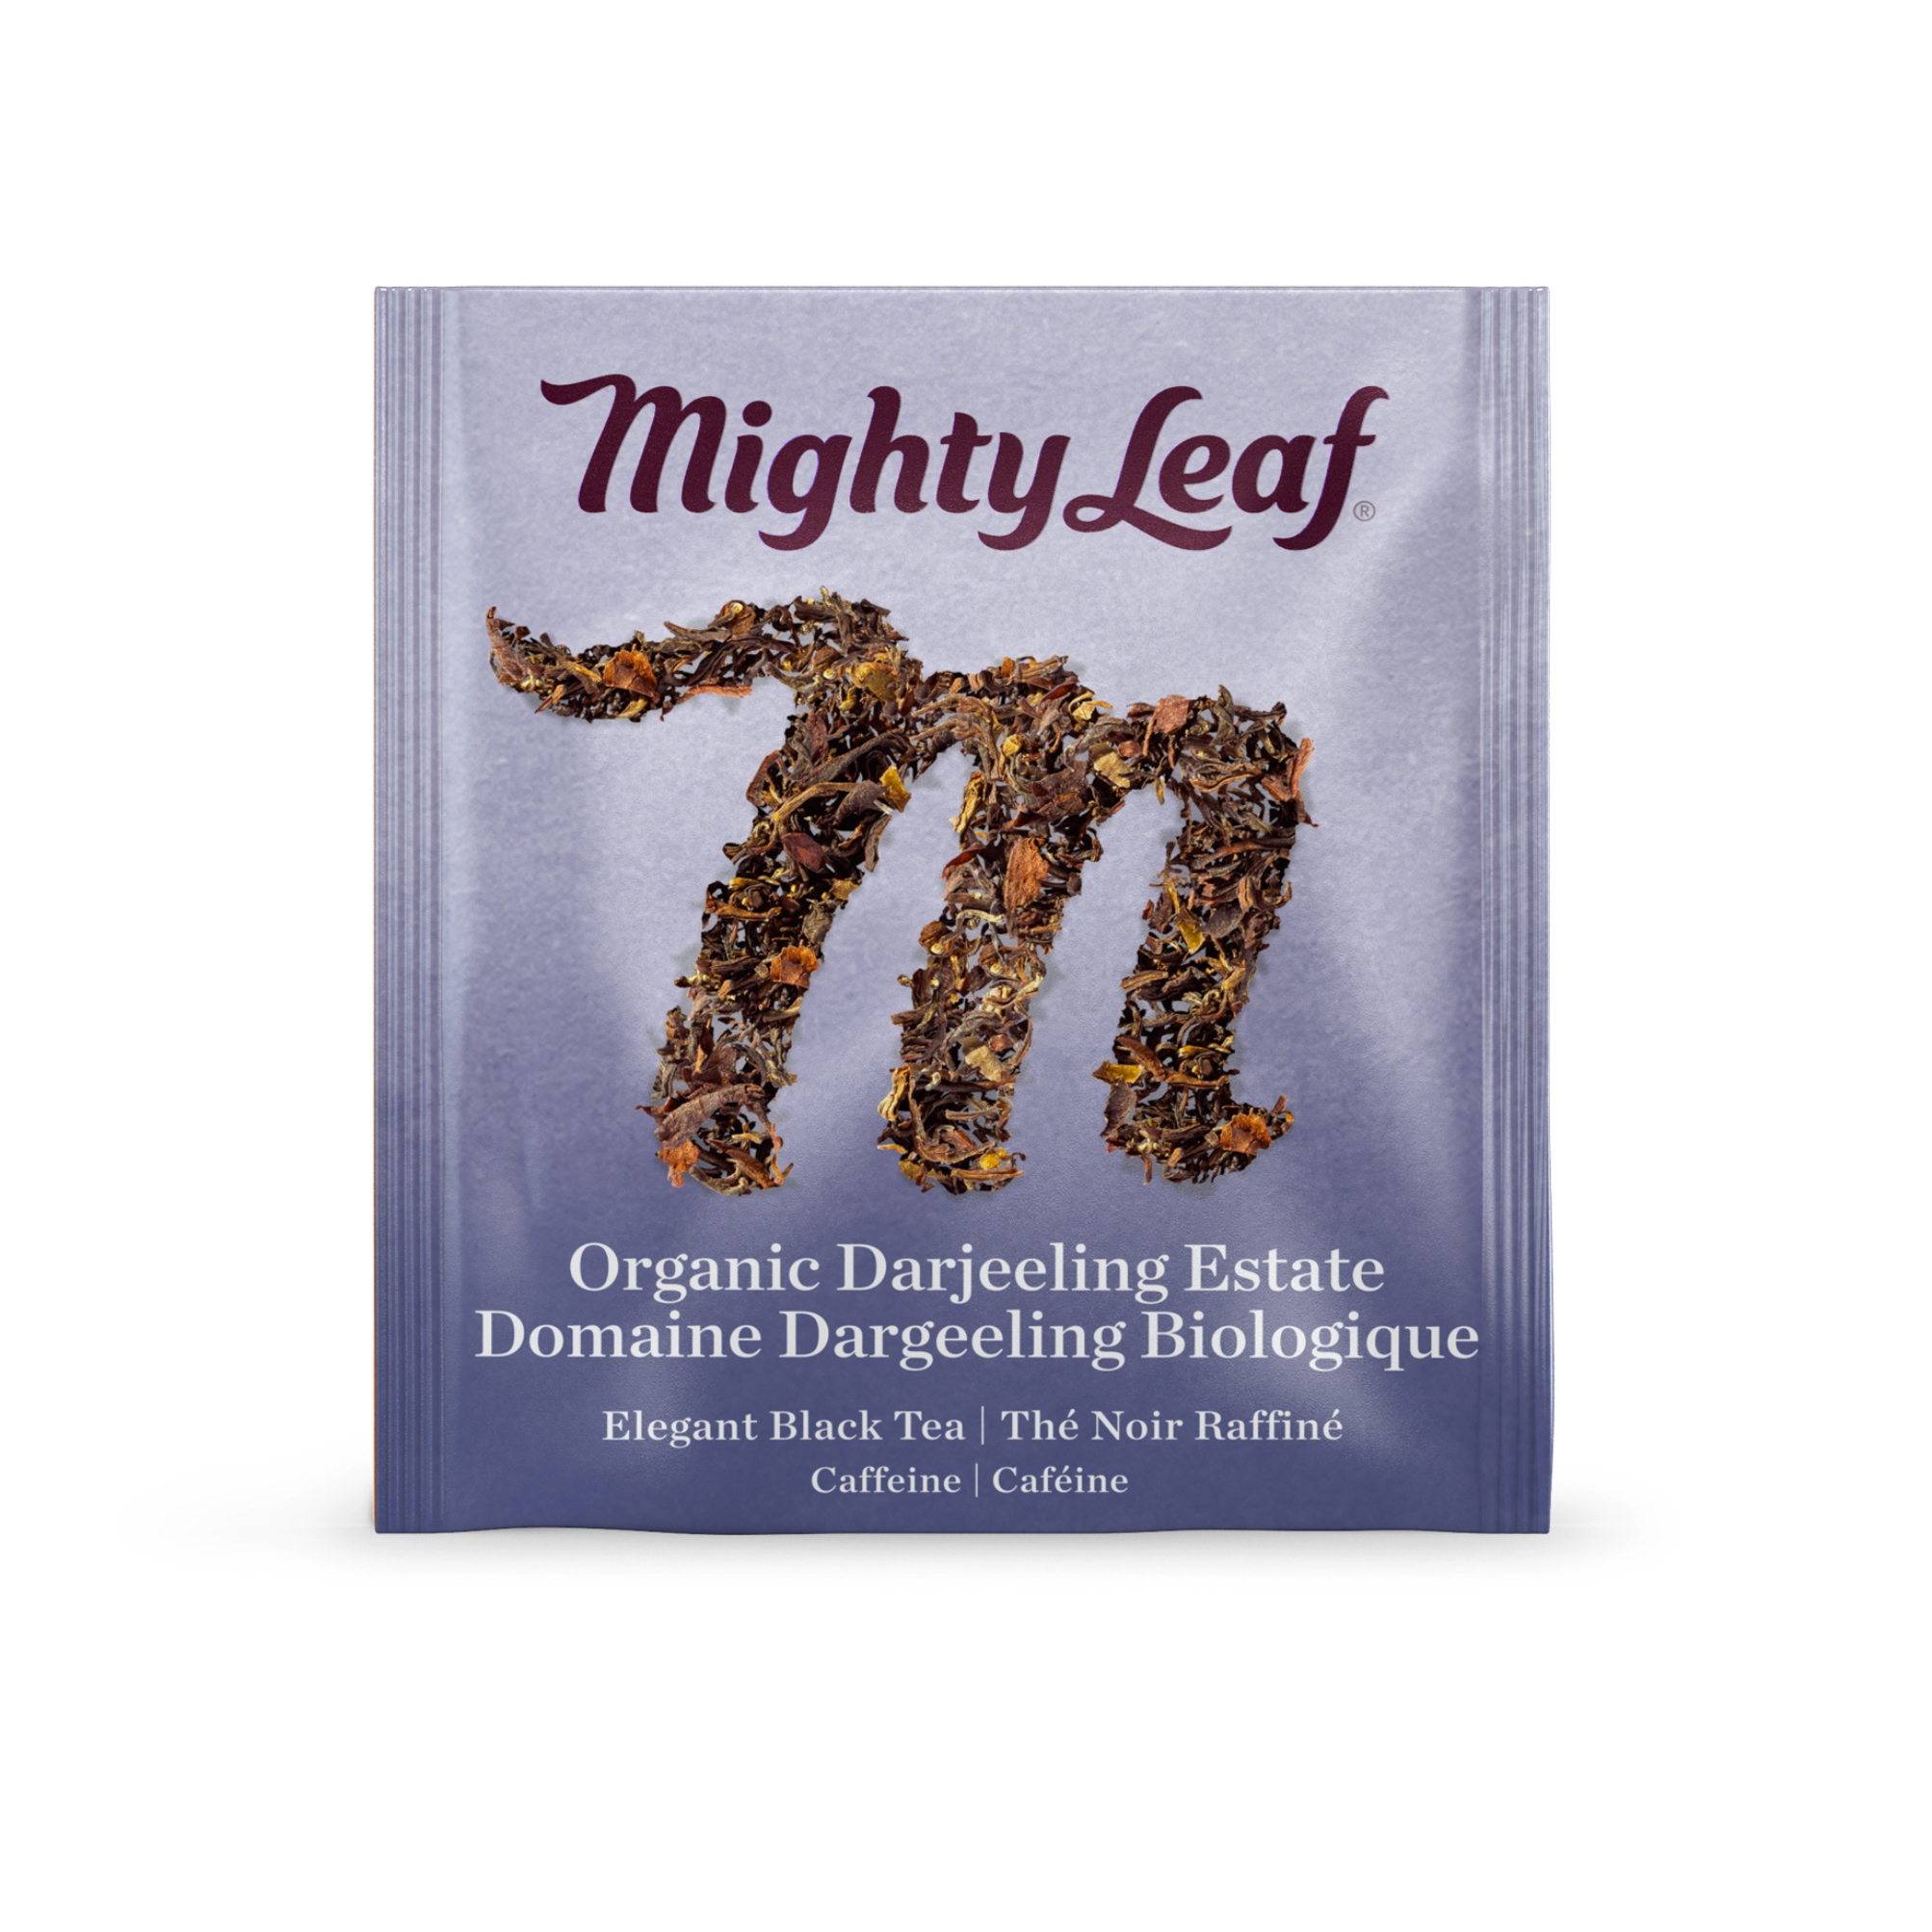 Mighty Leaf®
m
Organic Darjeeling Estate
Domaine Dargeeling Biologique
Elegant Black Tea | Thé Noir Raffiné
Caffeine | Caféine